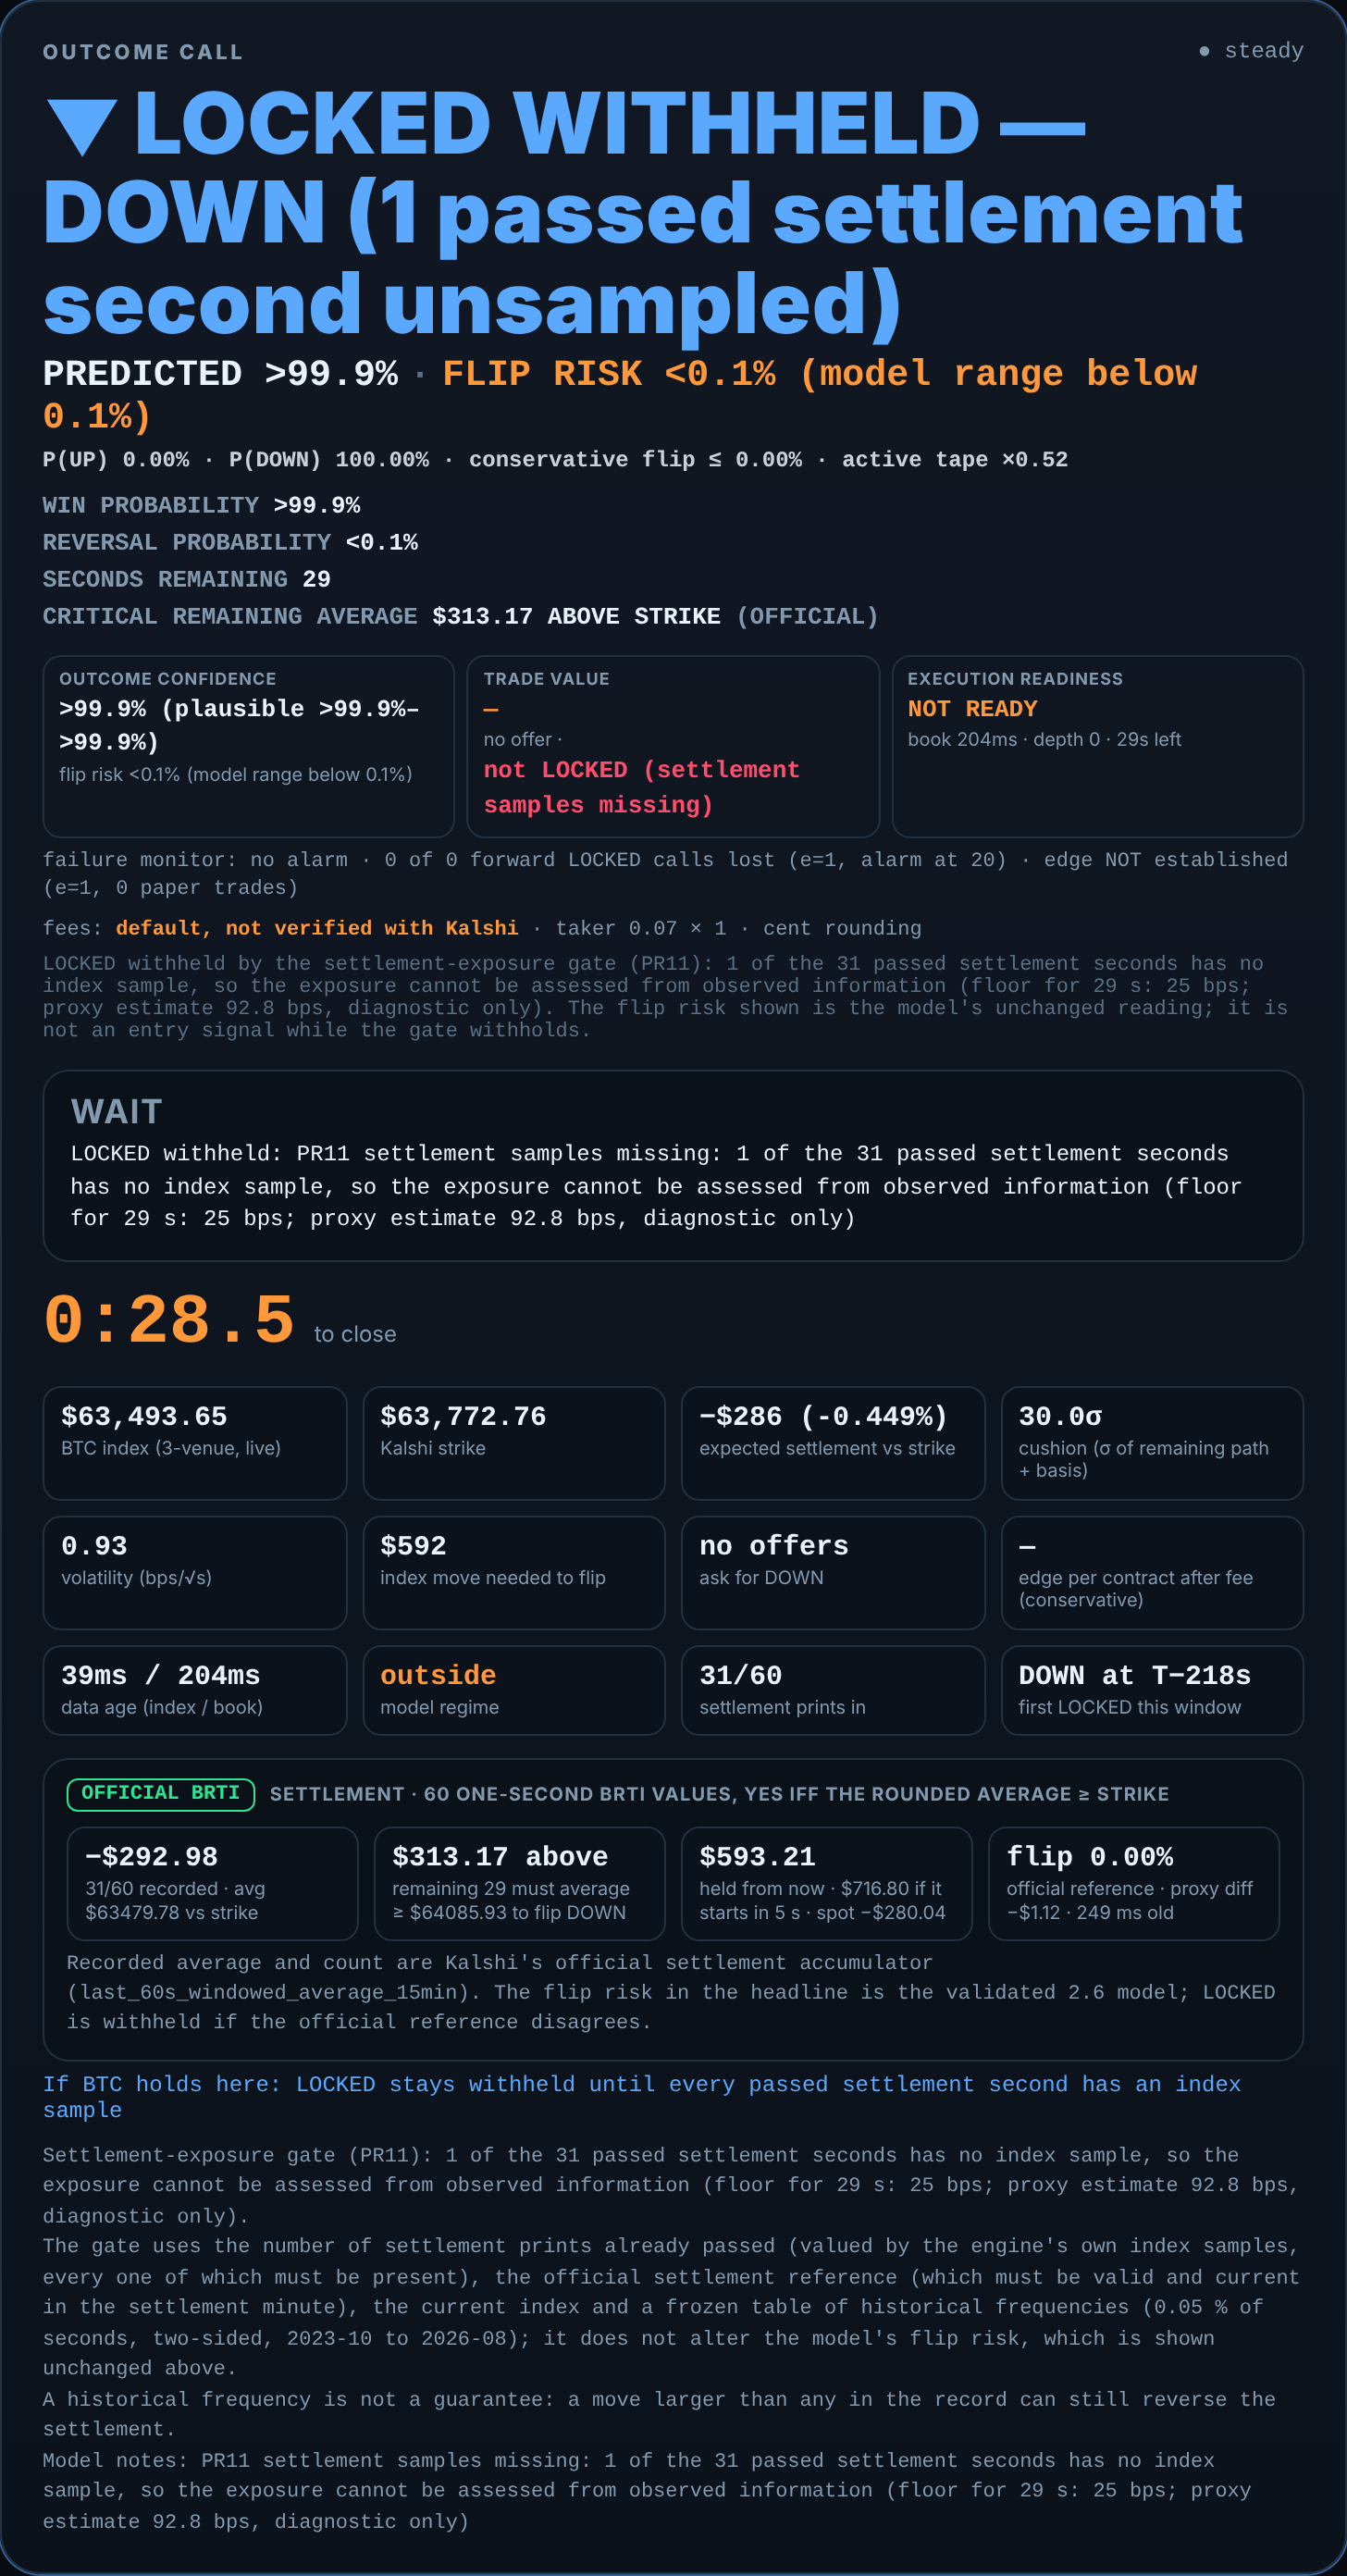 OUTCOME CALL
● steady
▼ LOCKED WITHHELD —
DOWN (1 passed settlement
second unsampled)
PREDICTED >99.9% · FLIP RISK <0.1% (model range below
0.1%)
P(UP) 0.00% · P(DOWN) 100.00% · conservative flip ≤ 0.00% · active tape ×0.52
WIN PROBABILITY >99.9%
REVERSAL PROBABILITY <0.1%
SECONDS REMAINING 29
CRITICAL REMAINING AVERAGE $313.17 ABOVE STRIKE (OFFICIAL)
OUTCOME CONFIDENCE
>99.9% (plausible >99.9%–
>99.9%)
flip risk <0.1% (model range below 0.1%)
TRADE VALUE
—
no offer ·
not LOCKED (settlement
samples missing)
EXECUTION READINESS
NOT READY
book 204ms · depth 0 · 29s left
failure monitor: no alarm · 0 of 0 forward LOCKED calls lost (e=1, alarm at 20) · edge NOT established
(e=1, 0 paper trades)
fees: default, not verified with Kalshi · taker 0.07 × 1 · cent rounding
LOCKED withheld by the settlement-exposure gate (PR11): 1 of the 31 passed settlement seconds has no
index sample, so the exposure cannot be assessed from observed information (floor for 29 s: 25 bps;
proxy estimate 92.8 bps, diagnostic only). The flip risk shown is the model's unchanged reading; it is
not an entry signal while the gate withholds.
WAIT
LOCKED withheld: PR11 settlement samples missing: 1 of the 31 passed settlement seconds
has no index sample, so the exposure cannot be assessed from observed information (floor
for 29 s: 25 bps; proxy estimate 92.8 bps, diagnostic only)
0:28.5 to close
$63,493.65
BTC index (3-venue, live)
$63,772.76
Kalshi strike
−$286 (-0.449%)
expected settlement vs strike
30.0σ
cushion (σ of remaining path
+ basis)
0.93
volatility (bps/√s)
$592
index move needed to flip
no offers
ask for DOWN
—
edge per contract after fee
(conservative)
39ms / 204ms
data age (index / book)
outside
model regime
31/60
settlement prints in
DOWN at T−218s
first LOCKED this window
OFFICIAL BRTI SETTLEMENT · 60 ONE-SECOND BRTI VALUES, YES IFF THE ROUNDED AVERAGE ≥ STRIKE
−$292.98
31/60 recorded · avg
$63479.78 vs strike
$313.17 above
remaining 29 must average
≥ $64085.93 to flip DOWN
$593.21
held from now · $716.80 if it
starts in 5 s · spot −$280.04
flip 0.00%
official reference · proxy diff
−$1.12 · 249 ms old
Recorded average and count are Kalshi's official settlement accumulator
(last_60s_windowed_average_15min). The flip risk in the headline is the validated 2.6 model; LOCKED
is withheld if the official reference disagrees.
If BTC holds here: LOCKED stays withheld until every passed settlement second has an index
sample
Settlement-exposure gate (PR11): 1 of the 31 passed settlement seconds has no index sample, so the
exposure cannot be assessed from observed information (floor for 29 s: 25 bps; proxy estimate 92.8 bps,
diagnostic only).
The gate uses the number of settlement prints already passed (valued by the engine's own index samples,
every one of which must be present), the official settlement reference (which must be valid and current
in the settlement minute), the current index and a frozen table of historical frequencies (0.05 % of
seconds, two-sided, 2023-10 to 2026-08); it does not alter the model's flip risk, which is shown
unchanged above.
A historical frequency is not a guarantee: a move larger than any in the record can still reverse the
settlement.
Model notes: PR11 settlement samples missing: 1 of the 31 passed settlement seconds has no index
sample, so the exposure cannot be assessed from observed information (floor for 29 s: 25 bps; proxy
estimate 92.8 bps, diagnostic only)